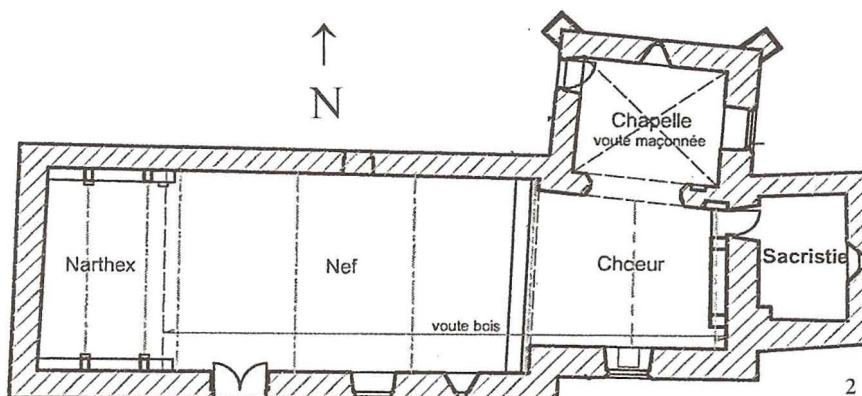 N
Chapelle
voute maçonnée
Narthex
Nef
Chœur
Sacristie
voute bois
2